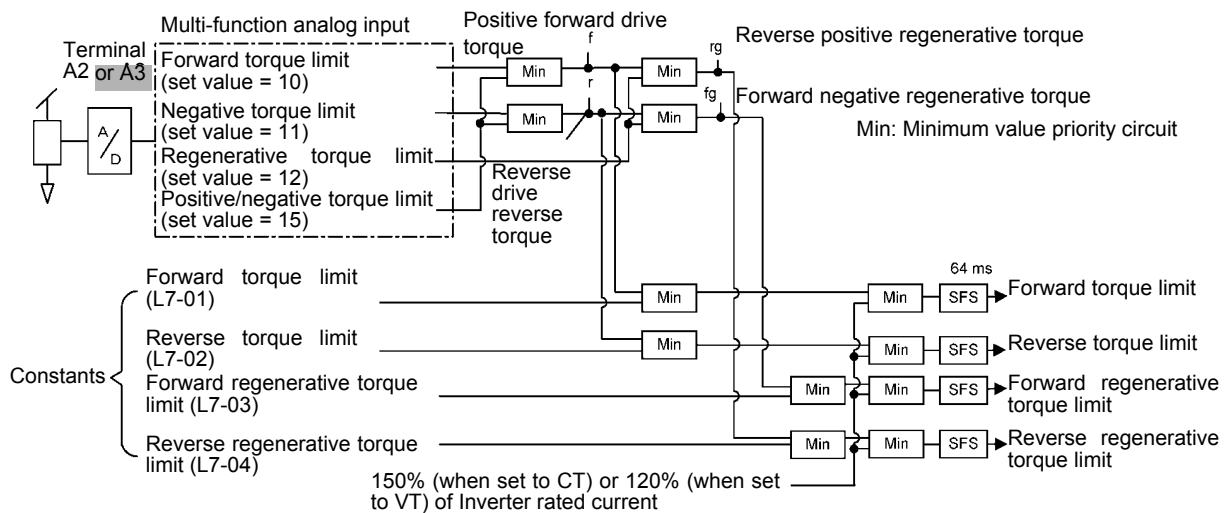 Multi-function analog input
Positive forward drive
torque
f
Terminal
A2 or A3
Forward torque limit
(set value = 10)
Min
Min
rg
Reverse positive regenerative torque
A/D
Negative torque limit
(set value = 11)
Min
r
Min
fg
Forward negative regenerative torque
Min: Minimum value priority circuit
Regenerative torque limit
(set value = 12)
Positive/negative torque limit
(set value = 15)
Reverse
drive
reverse
torque
Constants
Forward torque limit
(L7-01)
Min
Min
64 ms
SFS
Forward torque limit
Reverse torque limit
(L7-02)
Min
Min
SFS
Reverse torque limit
Forward regenerative torque
limit (L7-03)
Min
Min
SFS
Forward regenerative
torque limit
Reverse regenerative torque
limit (L7-04)
Min
Min
SFS
Reverse regenerative
torque limit
150% (when set to CT) or 120% (when set
to VT) of Inverter rated current